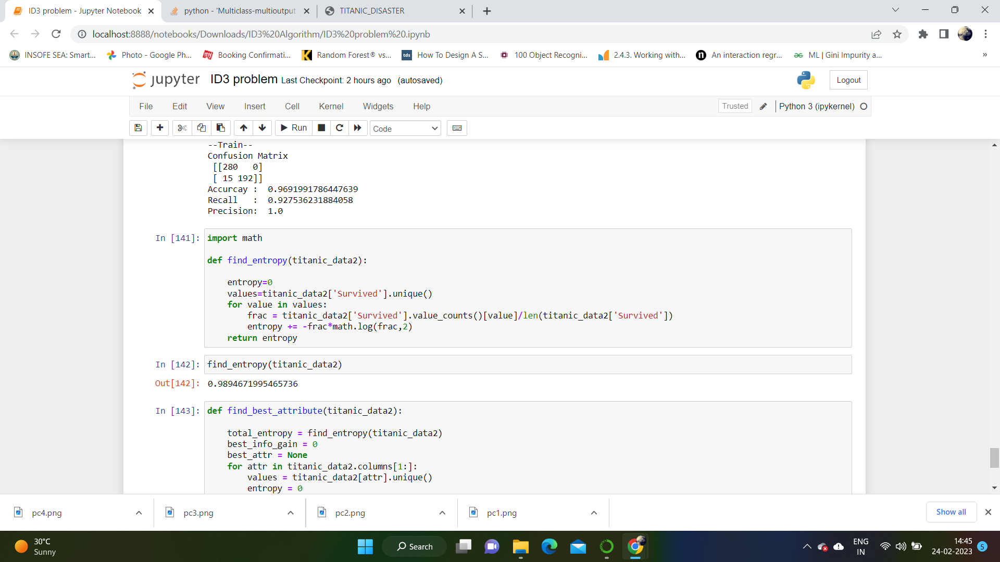 ID3 problem - Jupyter Notebook
python - 'Multiclass-multioutput
TITANIC_DISASTER
localhost:8888/notebooks/Downloads/ID3%20Algorithm/ID3%20problem%20.ipynb
INSOFE SEA: Smart...
Photo - Google Ph...
my
Booking Confirmati...
K
Random Forest® vs...
tds
How To Design A S...
100 Object Recogni...
2.4.3. Working with...
n
An interaction regr...
ML | Gini Impurity a...
»
jupyter ID3 problem Last Checkpoint: 2 hours ago (autosaved)
Logout
File Edit View Insert Cell Kernel Widgets Help
Trusted
Python 3 (ipykernel)
Run
Code
--Train--
Confusion Matrix
[[280   0]
[ 15 192]]
Accurcay :  0.9691991786447639
Recall   :  0.927536231884058
Precision:  1.0
In [141]: import math
def find_entropy(titanic_data2):
entropy=0
values=titanic_data2['Survived'].unique()
for value in values:
frac = titanic_data2['Survived'].value_counts()[value]/len(titanic_data2['Survived'])
entropy += -frac*math.log(frac,2)
return entropy
In [142]: find_entropy(titanic_data2)
Out[142]: 0.9894671995465736
In [143]: def find_best_attribute(titanic_data2):
total_entropy = find_entropy(titanic_data2)
best_info_gain = 0
best_attr = None
for attr in titanic_data2.columns[1:]:
values = titanic_data2[attr].unique()
entropy = 0
pc4.png
pc3.png
pc2.png
pc1.png
Show all
30°C
Sunny
Search
ENG
IN
14:45
24-02-2023
5